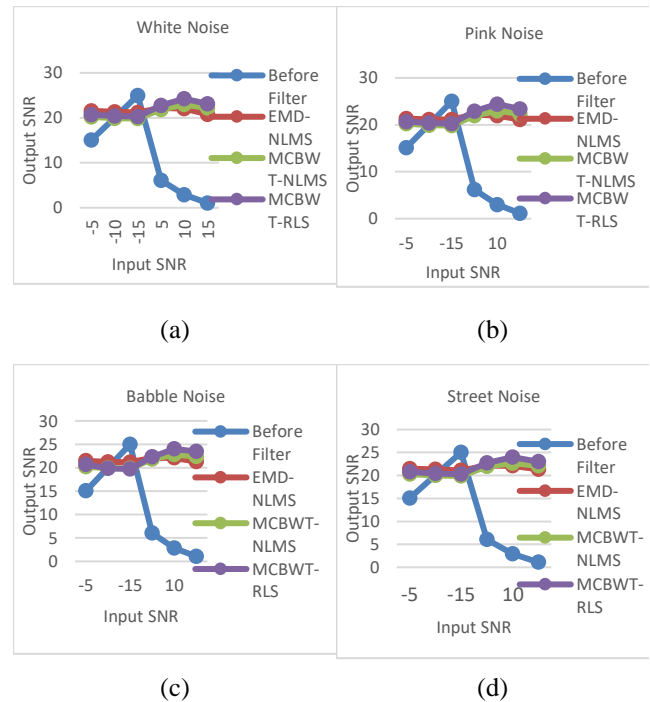 White Noise
30
20
10
0
Output SNR
-5
-10
-15
5
10
15
Input SNR
Before
Filter
EMD-
NLMS
MCBW
T-NLMS
MCBW
T-RLS
(a)
Pink Noise
30
20
10
0
Output SNR
-5
-15
10
Input SNR
Before
Filter
EMD-
NLMS
MCBW
T-NLMS
MCBW
T-RLS
(b)
Babble Noise
30
25
20
15
10
5
0
Output SNR
-5
-15
10
Input SNR
Before
Filter
EMD-
NLMS
MCBWT-
NLMS
MCBWT-
RLS
(c)
Street Noise
30
25
20
15
10
5
0
Output SNR
-5
-15
10
Input SNR
Before
Filter
EMD-
NLMS
MCBWT-
NLMS
MCBWT-
RLS
(d)